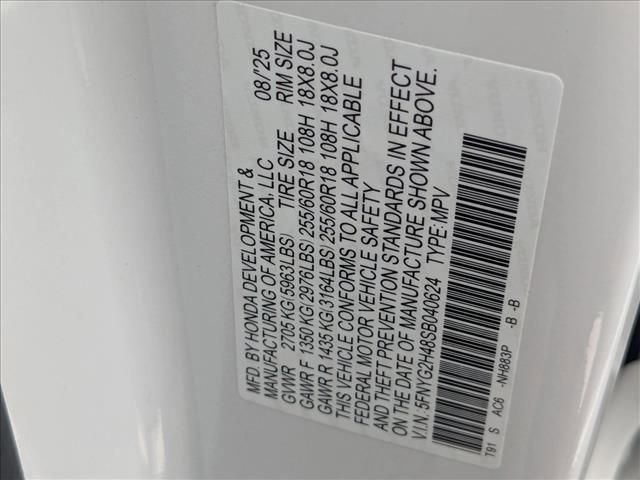 MFD. BY HONDA DEVELOPMENT &
MANUFACTURING OF AMERICA, LLC 08/'25
GVWR 2705 KG(5963LBS) TIRE SIZE RIM SIZE
GAWR F 1350 KG(2976LBS) 255/60R18 108H 18X8.0J
GAWR R 1435 KG(3164LBS) 255/60R18 108H 18X8.0J
THIS VEHICLE CONFORMS TO ALL APPLICABLE
FEDERAL MOTOR VEHICLE SAFETY
AND THEFT PREVENTION STANDARDS IN EFFECT
ON THE DATE OF MANUFACTURE SHOWN ABOVE.
V.I.N.: 5FNYG2H48SB040624 TYPE: MPV
T91 S AC6 -NH883P -B -B